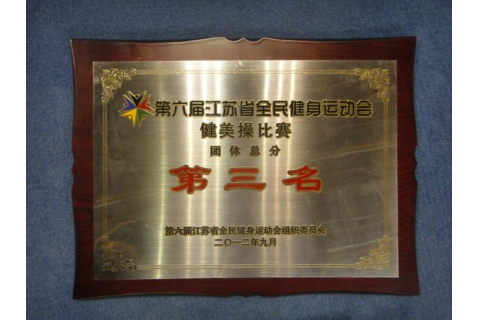 第六届江苏省全民健身运动会
健美操比赛
团体总分
第三名
第六届江苏省全民健身运动会组织委员会
二〇一二年九月